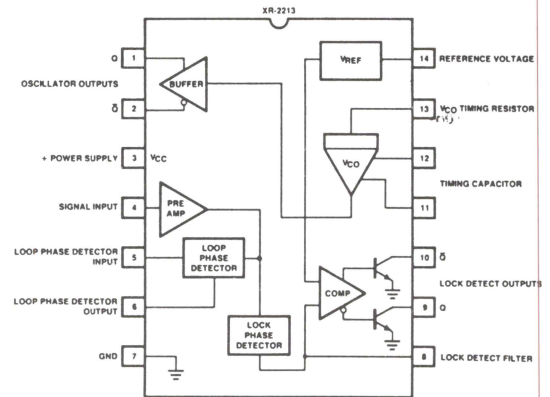 XR-2213
Q
1
OSCILLATOR OUTPUTS
Q̄
2
BUFFER
+ POWER SUPPLY
3
VCC
SIGNAL INPUT
4
PRE
AMP
LOOP PHASE DETECTOR
INPUT
5
LOOP
PHASE
DETECTOR
LOOP PHASE DETECTOR
OUTPUT
6
LOCK
PHASE
DETECTOR
GND
7
VREF
14
REFERENCE VOLTAGE
13
VCO TIMING RESISTOR
VCO
12
TIMING CAPACITOR
11
10
Q̄
COMP
LOCK DETECT OUTPUTS
9
Q
8
LOCK DETECT FILTER